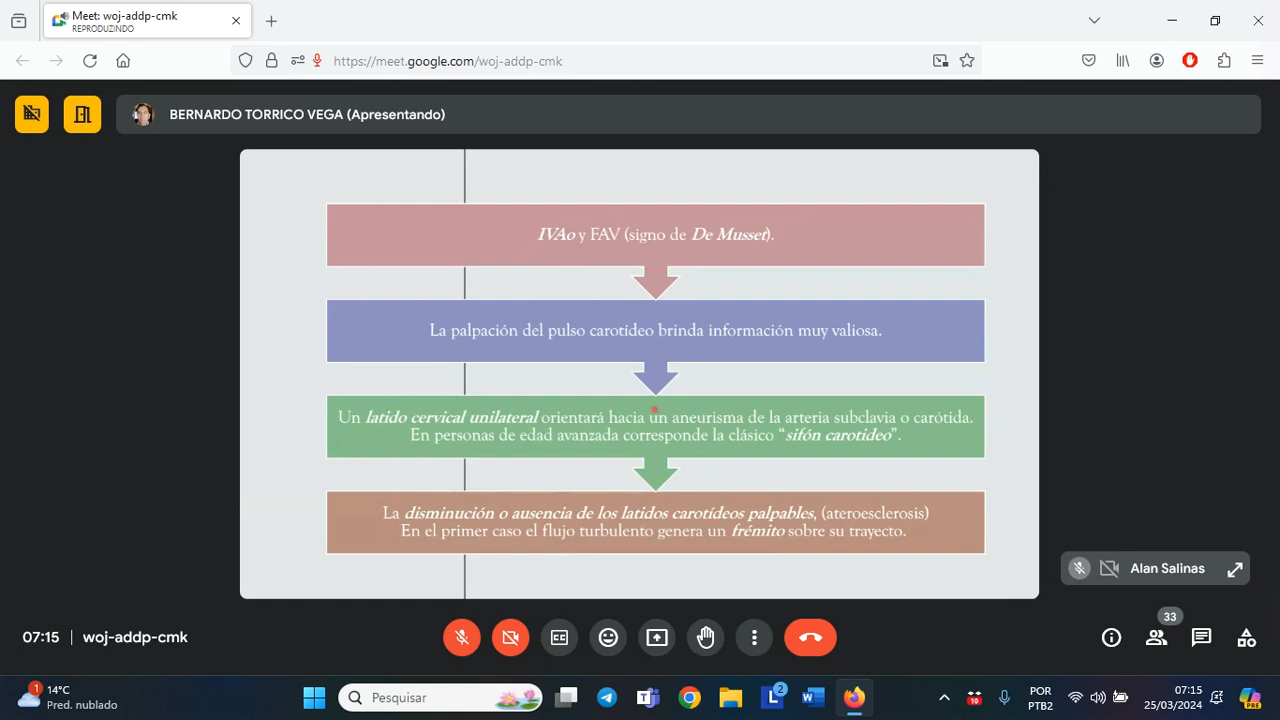 Meet: woj-addp-cmk
REPRODUZINDO
https://meet.google.com/woj-addp-cmk
BERNARDO TORRICO VEGA (Apresentando)
IVAo y FAV (signo de De Musset).
La palpación del pulso carotídeo brinda información muy valiosa.
Un latido cervical unilateral orientará hacia un aneurisma de la arteria subclavia o carótida.
En personas de edad avanzada corresponde la clásico “sifón carotideo”.
La disminución o ausencia de los latidos carotídeos palpables, (ateroesclerosis)
En el primer caso el flujo turbulento genera un frémito sobre su trayecto.
Alan Salinas
33
07:15 | woj-addp-cmk
1
14°C
Pred. nublado
Pesquisar
2
10
POR
PTB2
07:15
25/03/2024
PRE